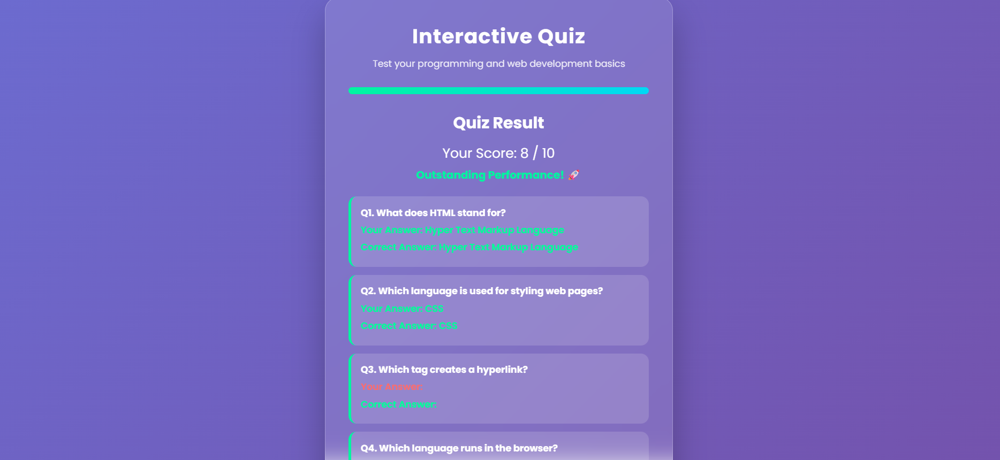 Interactive Quiz
Test your programming and web development basics
Quiz Result
Your Score: 8 / 10
Outstanding Performance! 🚀
Q1. What does HTML stand for?
Your Answer: Hyper Text Markup Language
Correct Answer: Hyper Text Markup Language
Q2. Which language is used for styling web pages?
Your Answer: CSS
Correct Answer: CSS
Q3. Which tag creates a hyperlink?
Your Answer:
Correct Answer:
Q4. Which language runs in the browser?